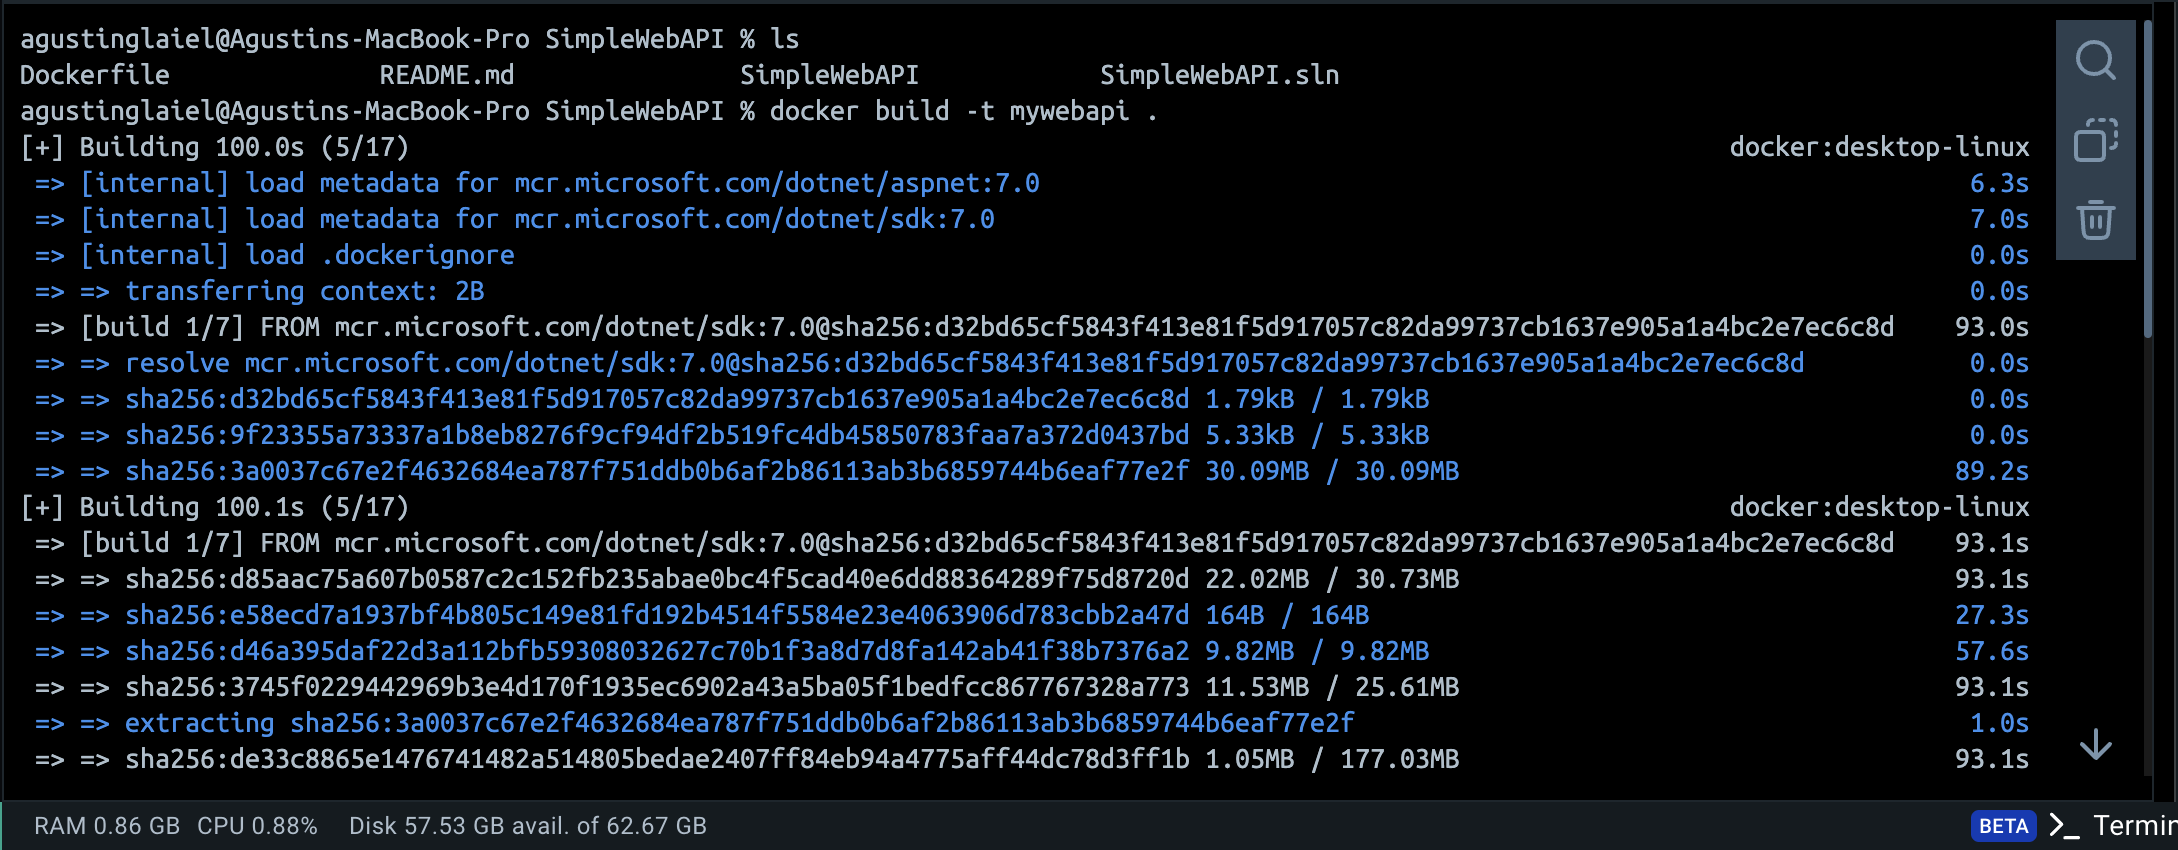 agustinglaiel@Agustins-MacBook-Pro SimpleWebAPI % ls
Dockerfile README.md SimpleWebAPI SimpleWebAPI.sln
agustinglaiel@Agustins-MacBook-Pro SimpleWebAPI % docker build -t mywebapi .
[+] Building 100.0s (5/17) docker:desktop-linux
=> [internal] load metadata for mcr.microsoft.com/dotnet/aspnet:7.0 6.3s
=> [internal] load metadata for mcr.microsoft.com/dotnet/sdk:7.0 7.0s
=> [internal] load .dockerignore 0.0s
=> => transferring context: 2B 0.0s
=> [build 1/7] FROM mcr.microsoft.com/dotnet/sdk:7.0@sha256:d32bd65cf5843f413e81f5d917057c82da99737cb1637e905a1a4bc2e7ec6c8d 93.0s
=> => resolve mcr.microsoft.com/dotnet/sdk:7.0@sha256:d32bd65cf5843f413e81f5d917057c82da99737cb1637e905a1a4bc2e7ec6c8d 0.0s
=> => sha256:d32bd65cf5843f413e81f5d917057c82da99737cb1637e905a1a4bc2e7ec6c8d 1.79kB / 1.79kB 0.0s
=> => sha256:9f23355a73337a1b8eb8276f9cf94df2b519fc4db45850783faa7a372d0437bd 5.33kB / 5.33kB 0.0s
=> => sha256:3a0037c67e2f4632684ea787f751ddb0b6af2b86113ab3b6859744b6eaf77e2f 30.09MB / 30.09MB 89.2s
[+] Building 100.1s (5/17) docker:desktop-linux
=> [build 1/7] FROM mcr.microsoft.com/dotnet/sdk:7.0@sha256:d32bd65cf5843f413e81f5d917057c82da99737cb1637e905a1a4bc2e7ec6c8d 93.1s
=> => sha256:d85aac75a607b0587c2c152fb235abae0bc4f5cad40e6dd88364289f75d8720d 22.02MB / 30.73MB 93.1s
=> => sha256:e58ecd7a1937bf4b805c149e81fd192b4514f5584e23e4063906d783cbb2a47d 164B / 164B 27.3s
=> => sha256:d46a395daf22d3a112bfb59308032627c70b1f3a8d7d8fa142ab41f38b7376a2 9.82MB / 9.82MB 57.6s
=> => sha256:3745f0229442969b3e4d170f1935ec6902a43a5ba05f1bedfcc867767328a773 11.53MB / 25.61MB 93.1s
=> => extracting sha256:3a0037c67e2f4632684ea787f751ddb0b6af2b86113ab3b6859744b6eaf77e2f 1.0s
=> => sha256:de33c8865e1476741482a514805bedae2407ff84eb94a4775aff44dc78d3ff1b 1.05MB / 177.03MB 93.1s
RAM 0.86 GB CPU 0.88% Disk 57.53 GB avail. of 62.67 GB BETA >_ Termin